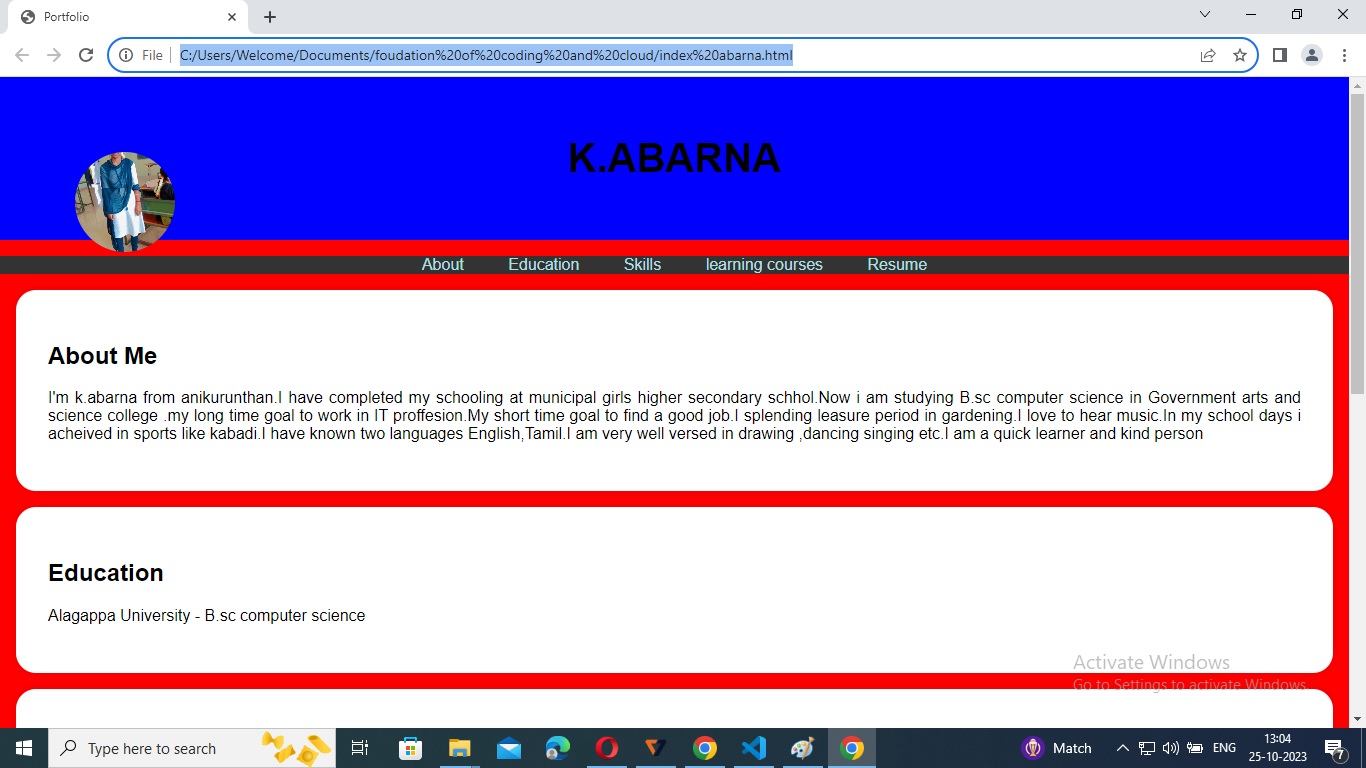 Portfolio
File
C:/Users/Welcome/Documents/foudation%20of%20coding%20and%20cloud/index%20abarna.html
K.ABARNA
About Education Skills learning courses Resume
About Me
I'm k.abarna from anikurunthan.I have completed my schooling at municipal girls higher secondary schhol.Now i am studying B.sc computer science in Government arts and
science college .my long time goal to work in IT proffesion.My short time goal to find a good job.I splending leasure period in gardening.I love to hear music.In my school days i
acheived in sports like kabadi.I have known two languages English,Tamil.I am very well versed in drawing ,dancing singing etc.I am a quick learner and kind person
Education
Alagappa University - B.sc computer science
Activate Windows
Go to Settings to activate Windows.
Type here to search
Match
ENG
13:04
25-10-2023
7